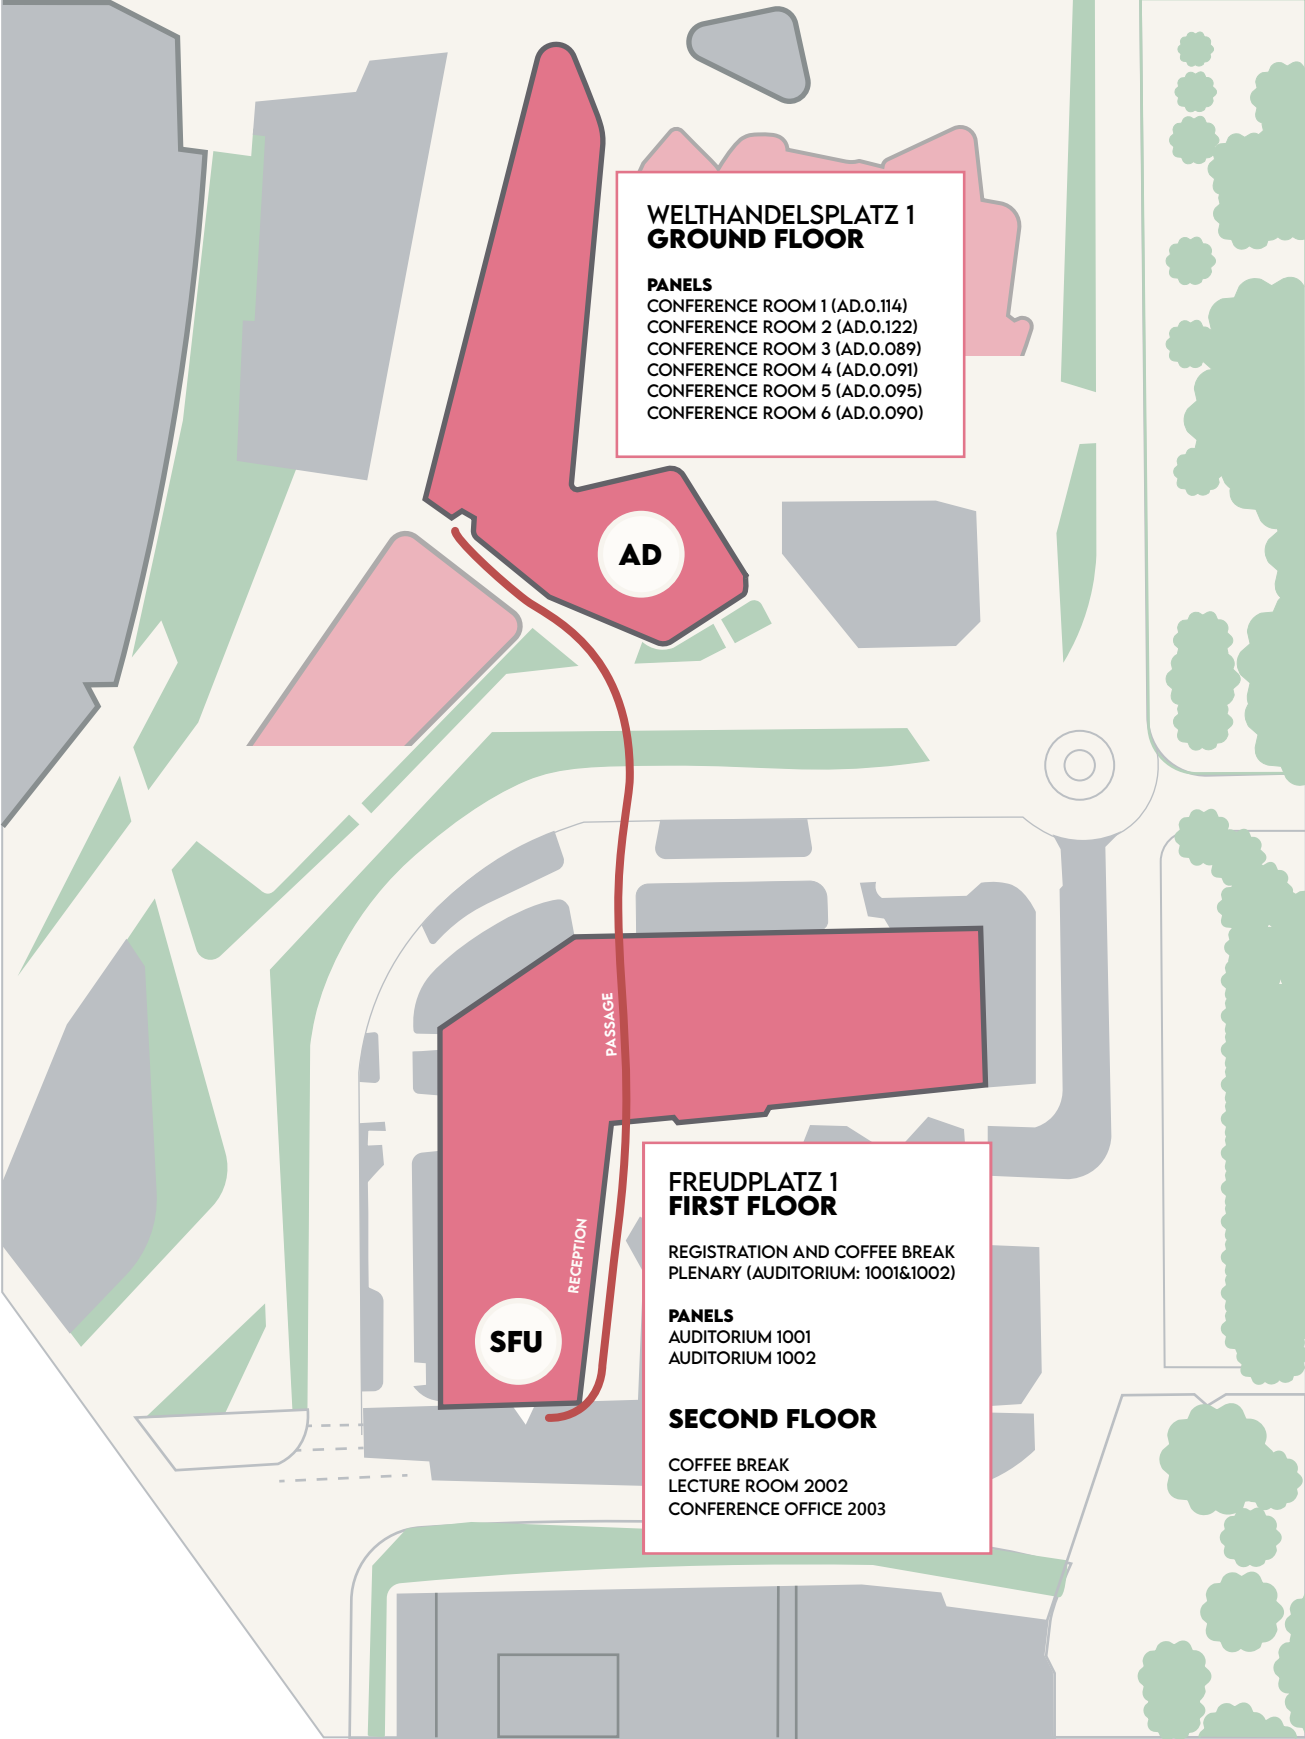 WELTHANDELSPLATZ 1
GROUND FLOOR
PANELS
CONFERENCE ROOM 1 (AD.0.114)
CONFERENCE ROOM 2 (AD.0.122)
CONFERENCE ROOM 3 (AD.0.089)
CONFERENCE ROOM 4 (AD.0.091)
CONFERENCE ROOM 5 (AD.0.095)
CONFERENCE ROOM 6 (AD.0.090)
AD
PASSAGE
RECEPTION
SFU
FREUDPLATZ 1
FIRST FLOOR
REGISTRATION AND COFFEE BREAK
PLENARY (AUDITORIUM: 1001&1002)
PANELS
AUDITORIUM 1001
AUDITORIUM 1002
SECOND FLOOR
COFFEE BREAK
LECTURE ROOM 2002
CONFERENCE OFFICE 2003